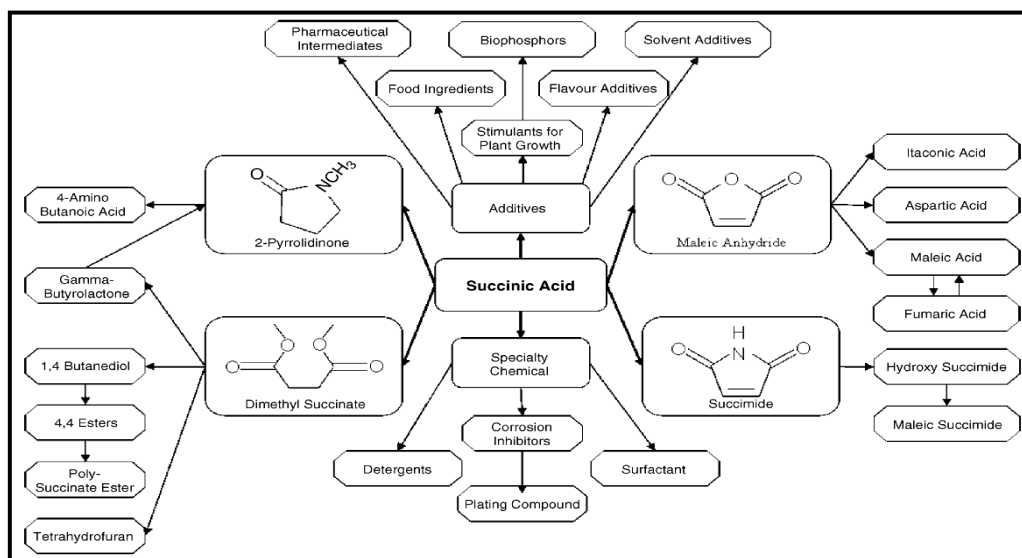 Pharmaceutical
Intermediates
Biophosphors
Solvent Additives
Food Ingredients
Flavour Additives
Stimulants for
Plant Growth
Itaconic Acid
O
NCH3
2-Pyrrolidinone
Additives
O
O
O
Maleic Anhydride
4-Amino
Butanoic Acid
Aspartic Acid
Maleic Acid
Gamma-
Butyrolactone
Succinic Acid
Fumaric Acid
1,4 Butanediol
O
O
O
O
Dimethyl Succinate
Specialty
Chemical
H
N
O
O
Succimide
Hydroxy Succimide
4,4 Esters
Corrosion
Inhibitors
Maleic Succimide
Poly-
Succinate Ester
Detergents
Surfactant
Plating Compound
Tetrahydrofuran